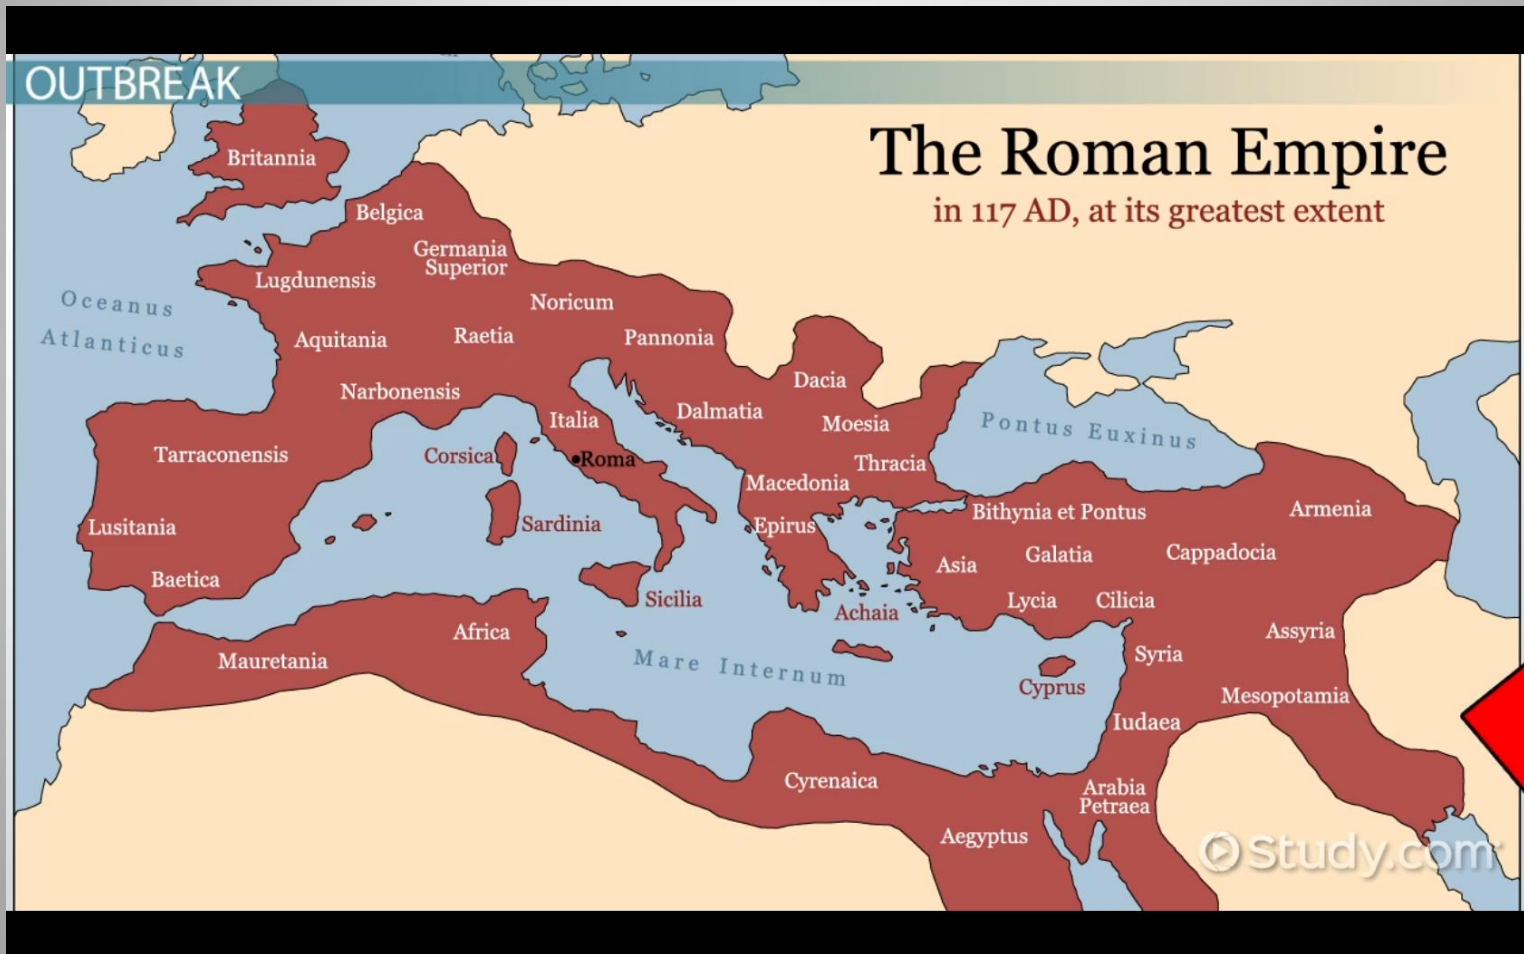 OUTBREAK
The Roman Empire
in 117 AD, at its greatest extent
Britannia
Belgica
Germania
Superior
Lugdunensis
Oceanus
Atlanticus
Noricum
Aquitania
Raetia
Pannonia
Narbonensis
Dacia
Italia
Dalmatia
Moesia
Pontus Euxinus
Tarraconensis
Corsica
Roma
Thracia
Macedonia
Lusitania
Sardinia
Epirus
Bithynia et Pontus
Armenia
Baetica
Asia
Galatia
Cappadocia
Sicilia
Achaia
Lycia
Cilicia
Africa
Assyria
Mauretania
Mare Internum
Syria
Cyprus
Mesopotamia
Iudaea
Cyrenaica
Arabia
Petraea
Aegyptus
Study.com